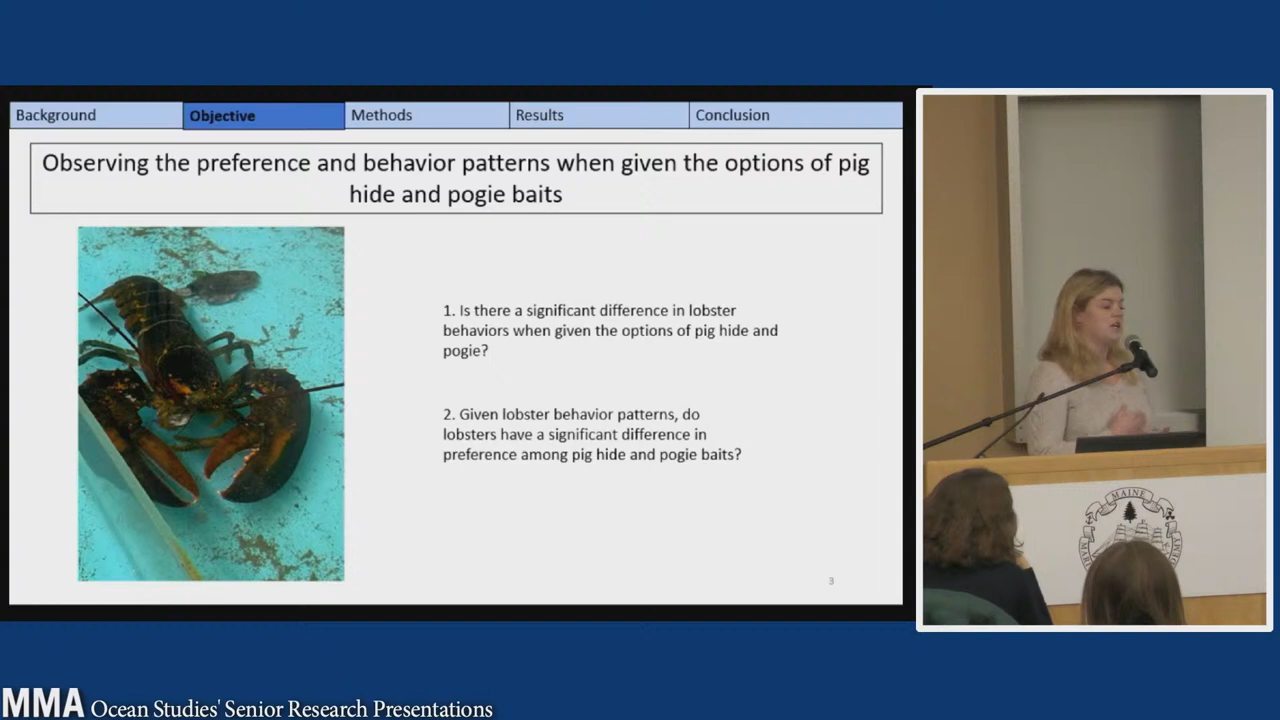 Background
Objective
Methods
Results
Conclusion
Observing the preference and behavior patterns when given the options of pig
hide and pogie baits
1. Is there a significant difference in lobster
behaviors when given the options of pig hide and
pogie?
2. Given lobster behavior patterns, do
lobsters have a significant difference in
preference among pig hide and pogie baits?
3
MAINE
MMA Ocean Studies' Senior Research Presentations